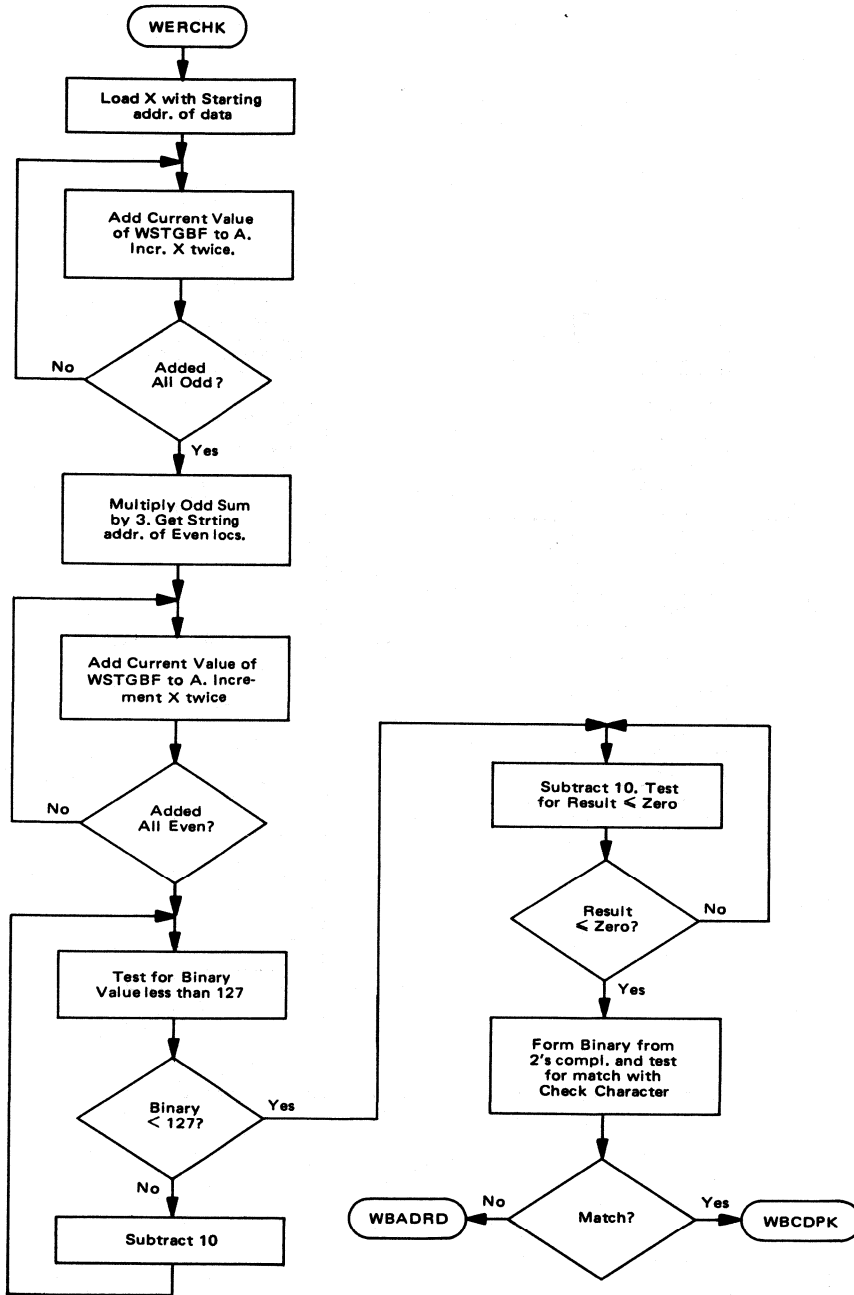 WERCHK
Load X with Starting
addr. of data
Add Current Value
of WSTGBF to A.
Incr. X twice.
No
Added
All Odd?
Yes
Multiply Odd Sum
by 3. Get Strting
addr. of Even locs.
Add Current Value of
WSTGBF to A. Incre-
ment X twice
No
Added
All Even?
Test for Binary
Value less than 127
Binary
< 127?
Yes
No
Subtract 10
Subtract 10. Test
for Result ⩽ Zero
Result
⩽ Zero?
No
Yes
Form Binary from
2's compl. and test
for match with
Check Character
Match?
No
Yes
WBADRD
WBCDPK